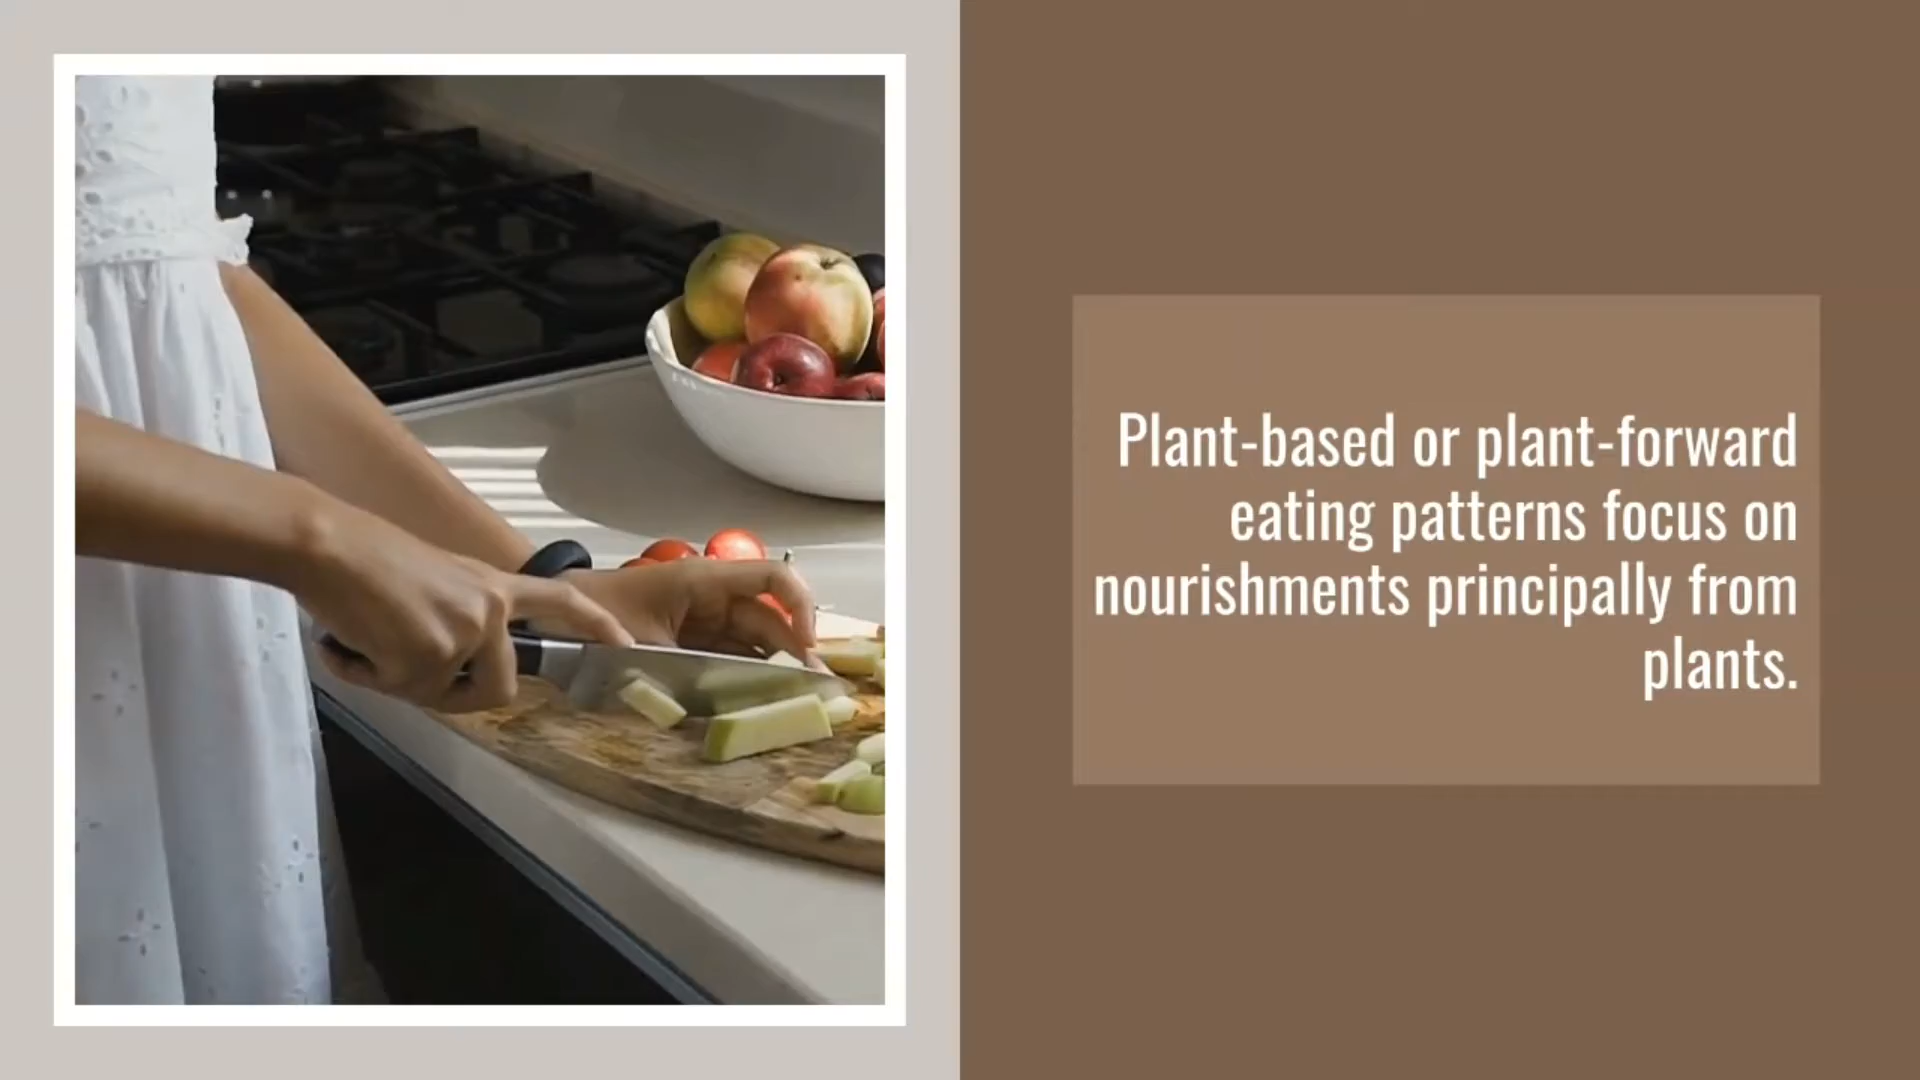 Plant-based or plant-forward
eating patterns focus on
nourishments principally from
plants.